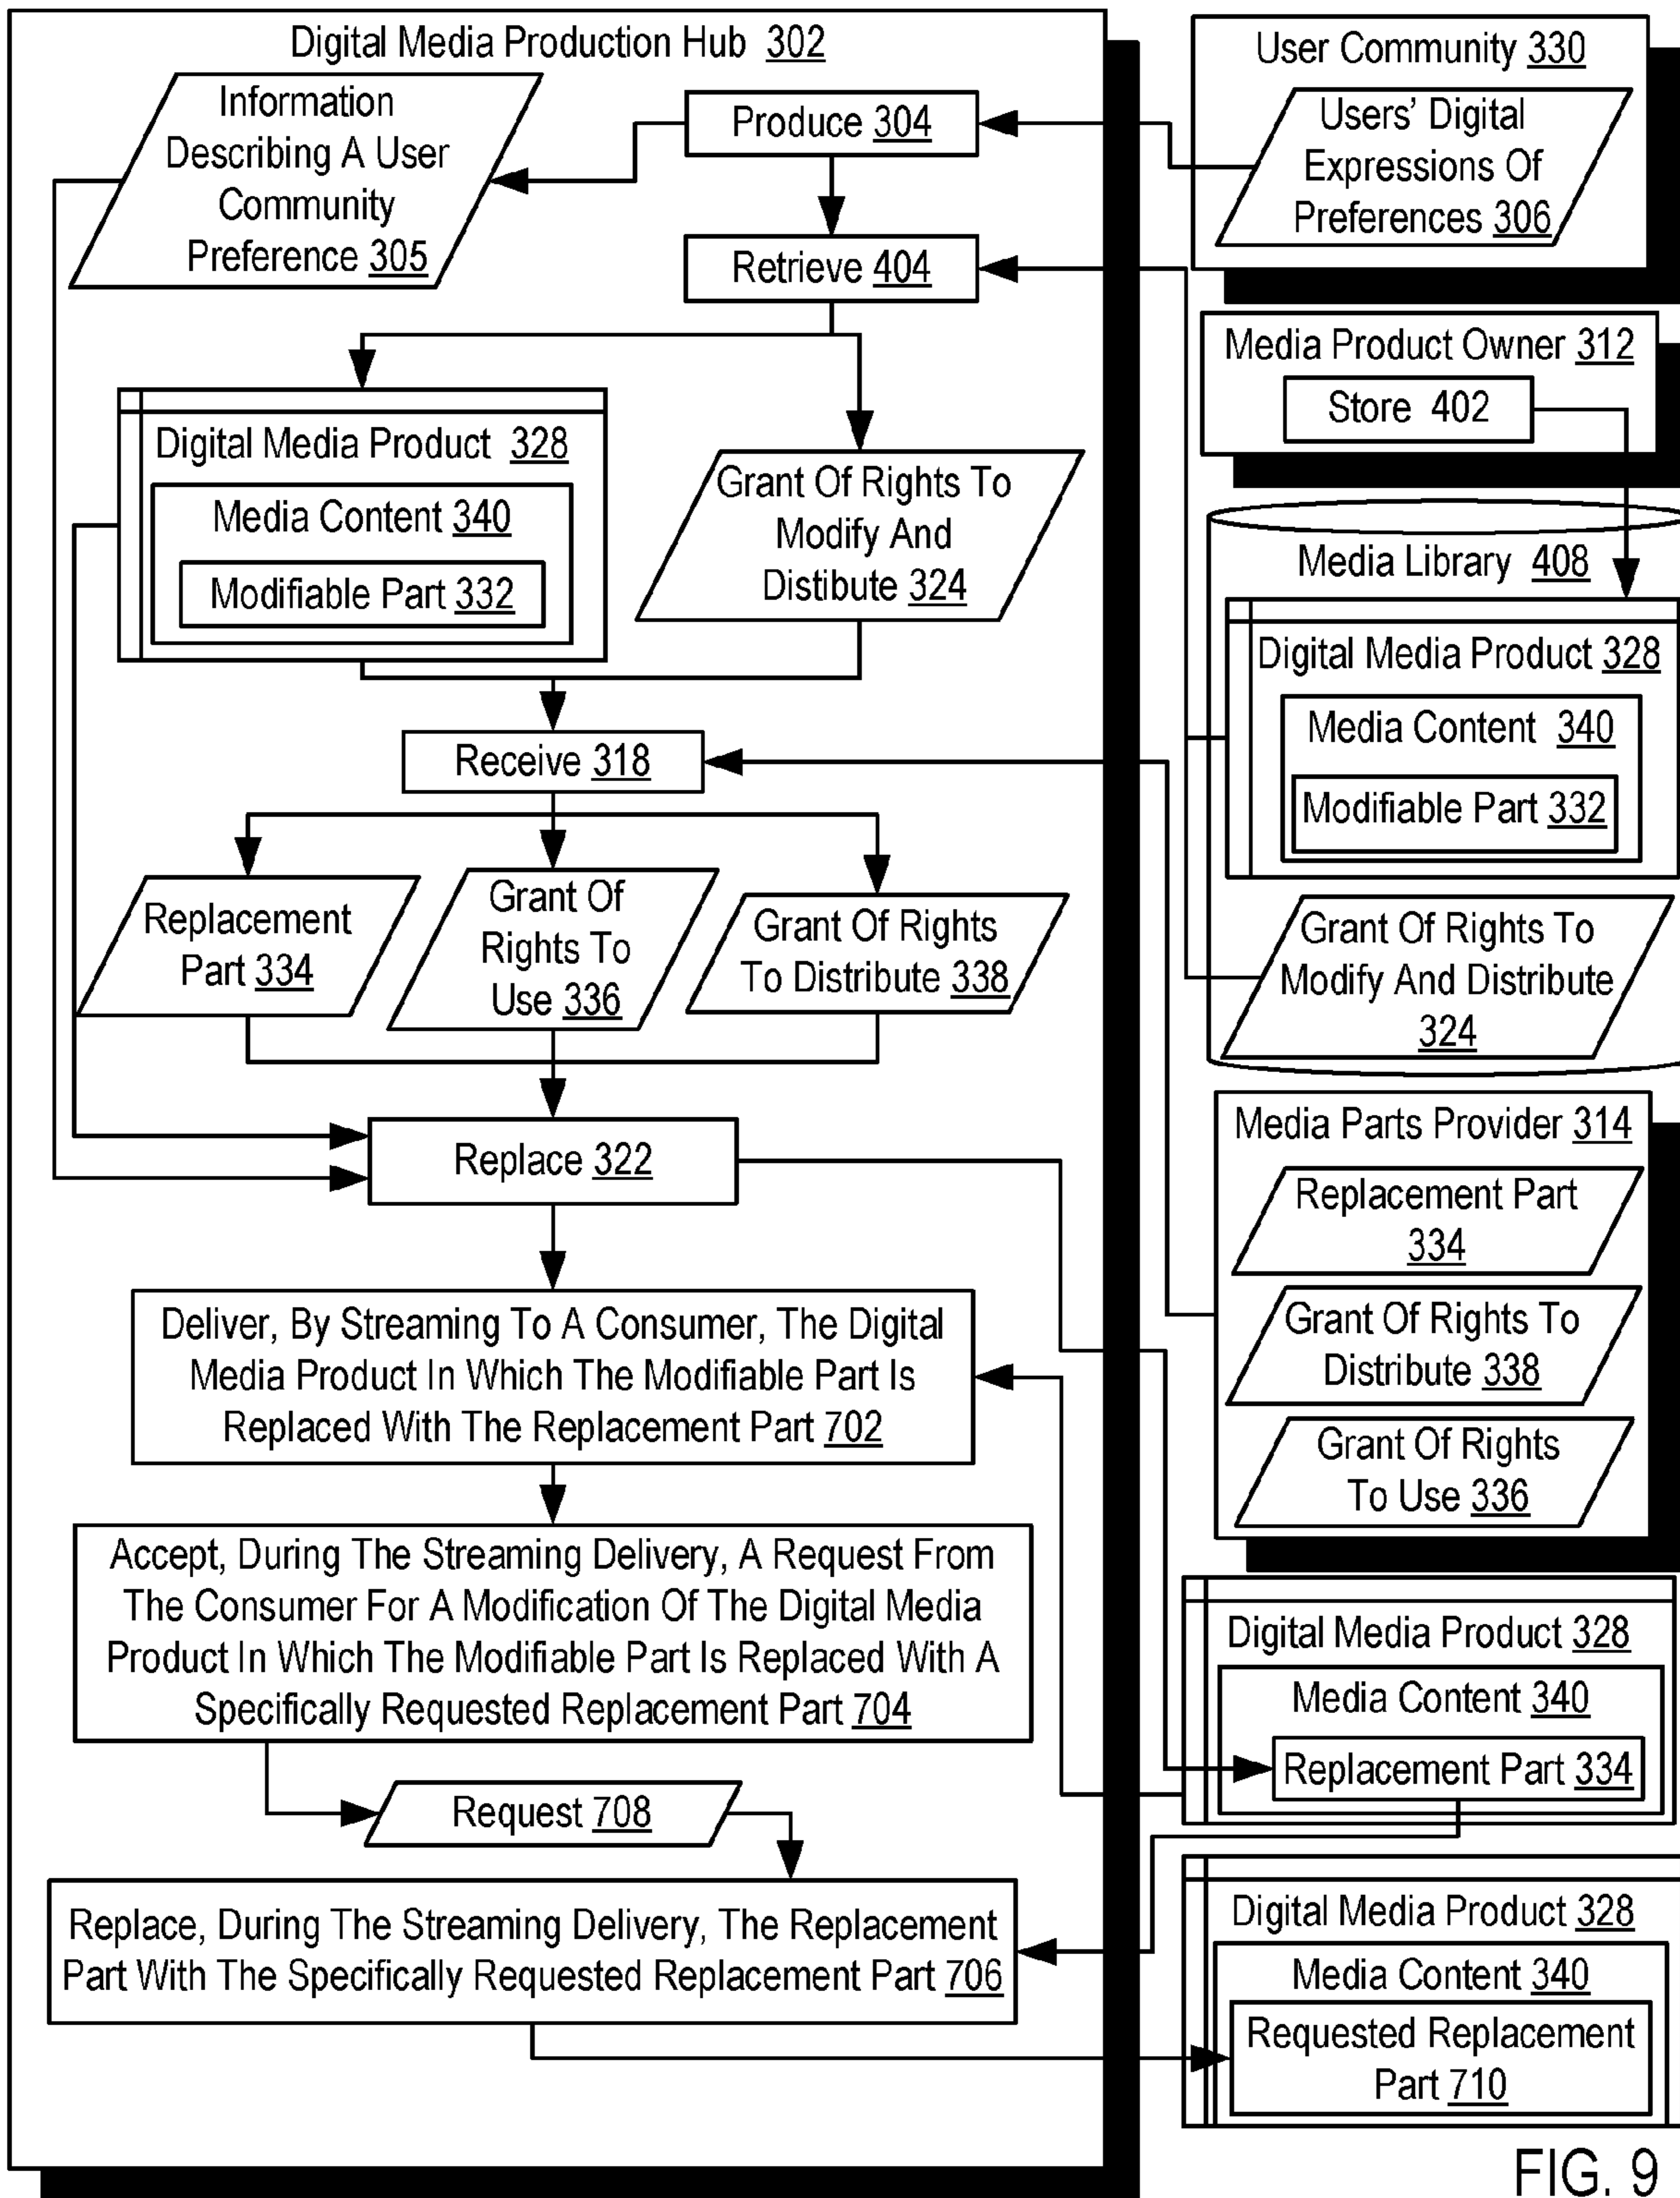 Digital Media Production Hub 302
Information
Describing A User
Community
Preference 305
Produce 304
Retrieve 404
Digital Media Product 328
Media Content 340
Modifiable Part 332
Grant Of Rights To
Modify And
Distibute 324
Receive 318
Replacement
Part 334
Grant Of
Rights To
Use 336
Grant Of Rights
To Distribute 338
Replace 322
Deliver, By Streaming To A Consumer, The Digital
Media Product In Which The Modifiable Part Is
Replaced With The Replacement Part 702
Accept, During The Streaming Delivery, A Request From
The Consumer For A Modification Of The Digital Media
Product In Which The Modifiable Part Is Replaced With A
Specifically Requested Replacement Part 704
Request 708
Replace, During The Streaming Delivery, The Replacement
Part With The Specifically Requested Replacement Part 706
User Community 330
Users' Digital
Expressions Of
Preferences 306
Media Product Owner 312
Store 402
Media Library 408
Digital Media Product 328
Media Content 340
Modifiable Part 332
Grant Of Rights To
Modify And Distribute
324
Media Parts Provider 314
Replacement Part
334
Grant Of Rights To
Distribute 338
Grant Of Rights
To Use 336
Digital Media Product 328
Media Content 340
Replacement Part 334
Digital Media Product 328
Media Content 340
Requested Replacement
Part 710
FIG. 9